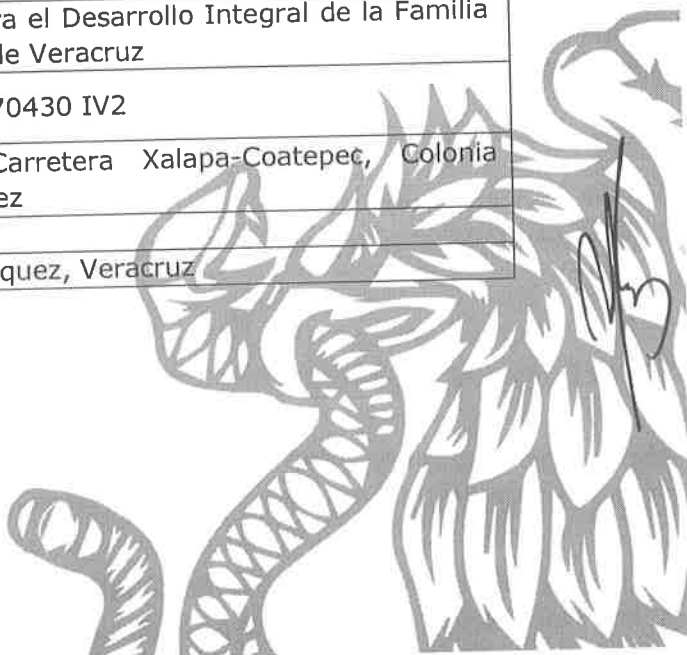 ra el Desarrollo Integral de la Familia
de Veracruz
70430 IV2
Carretera Xalapa-Coatepec, Colonia
ez
quez, Veracruz